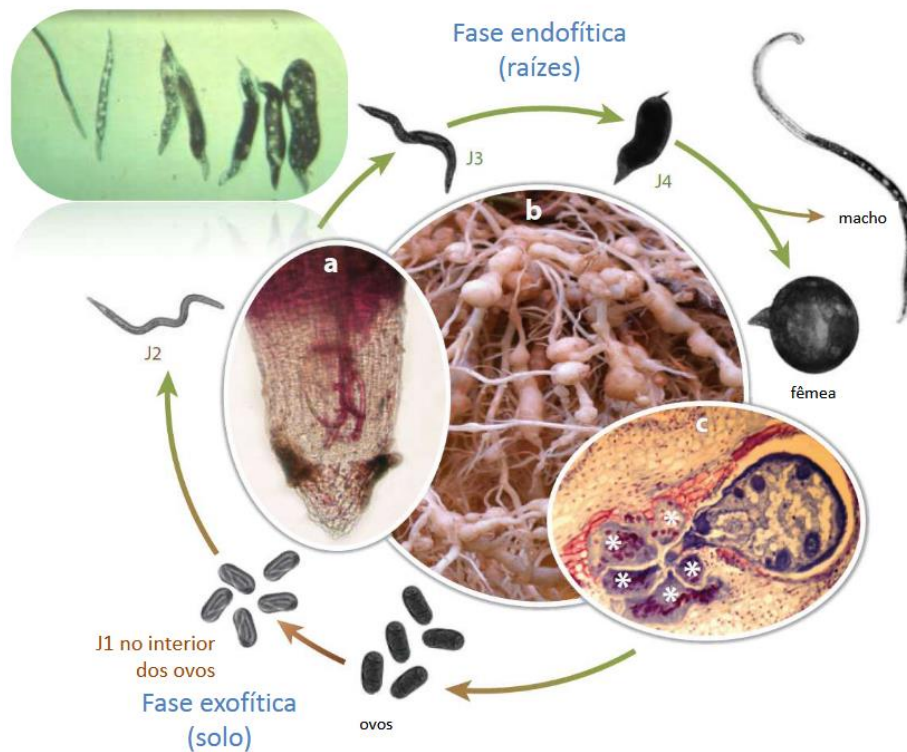 Fase endofítica
(raízes)
J3
J4
macho
b
a
J2
fêmea
c
*
*
*
*
*
J1 no interior
dos ovos
ovos
Fase exofítica
(solo)